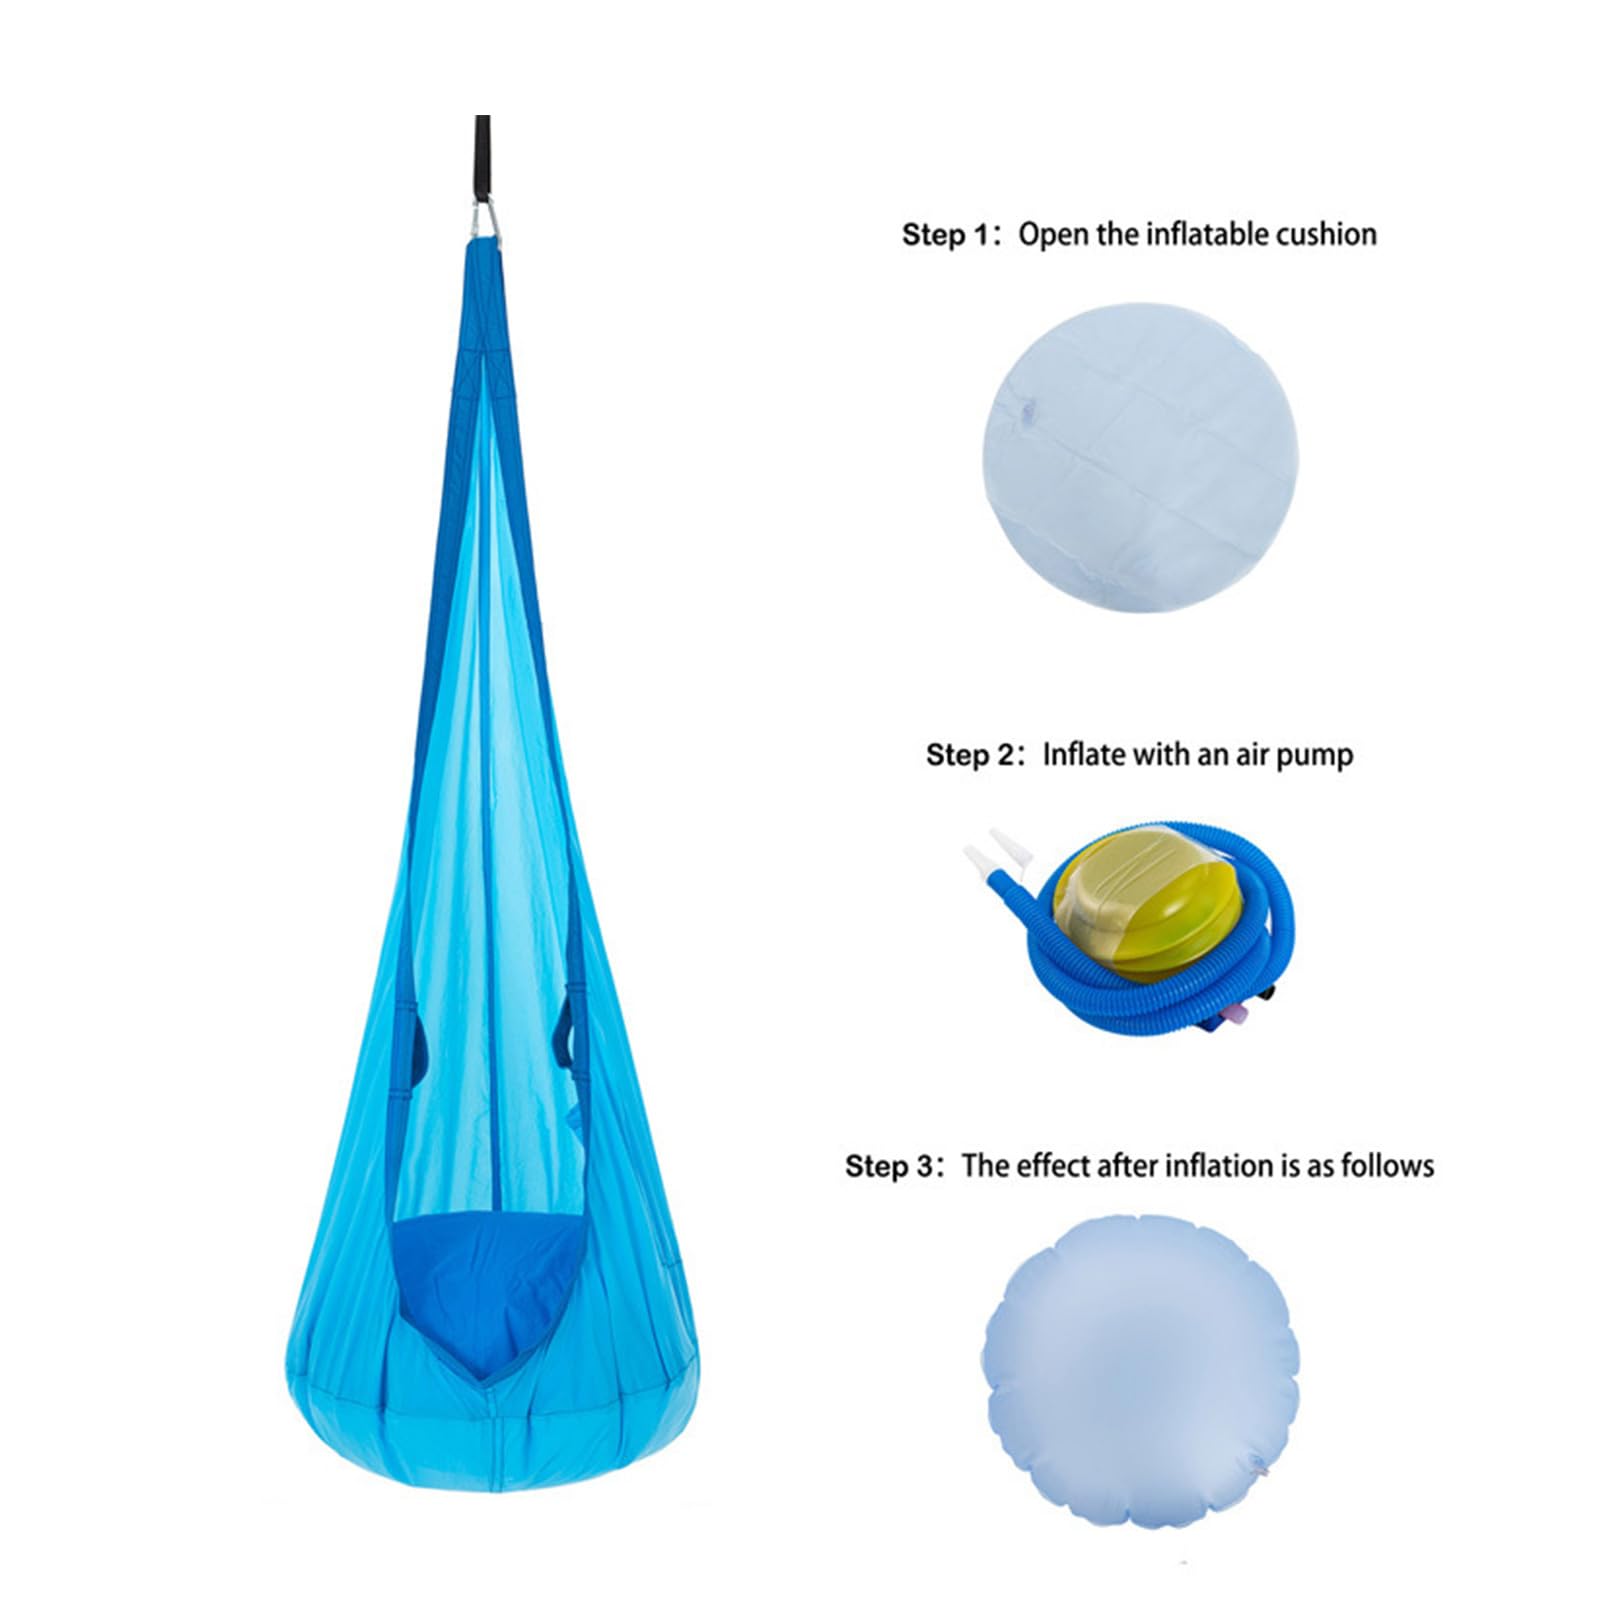 Step 1: Open the inflatable cushion
Step 2: Inflate with an air pump
Step 3: The effect after inflation is as follows